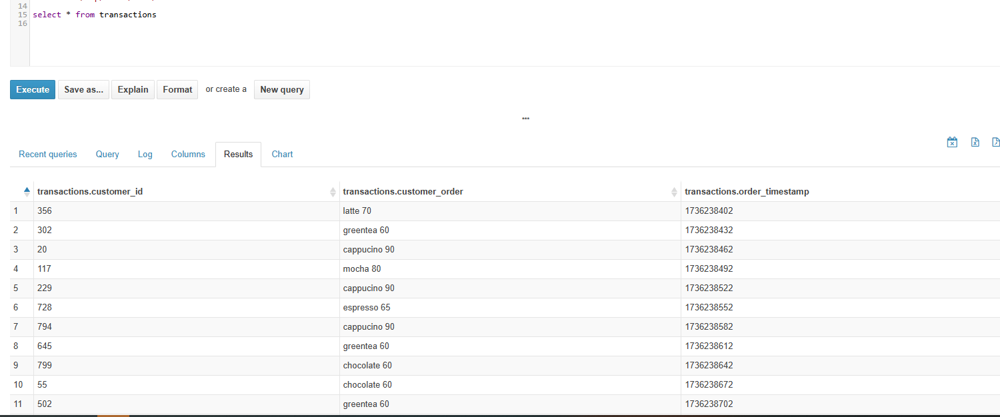 14
15 select * from transactions
16
Execute Save as... Explain Format or create a New query
...
Recent queries Query Log Columns Results Chart
transactions.customer_id transactions.customer_order transactions.order_timestamp
1 356 latte 70 1736238402
2 302 greentea 60 1736238432
3 20 cappucino 90 1736238462
4 117 mocha 80 1736238492
5 229 cappucino 90 1736238522
6 728 espresso 65 1736238552
7 794 cappucino 90 1736238582
8 645 greentea 60 1736238612
9 799 chocolate 60 1736238642
10 55 chocolate 60 1736238672
11 502 greentea 60 1736238702